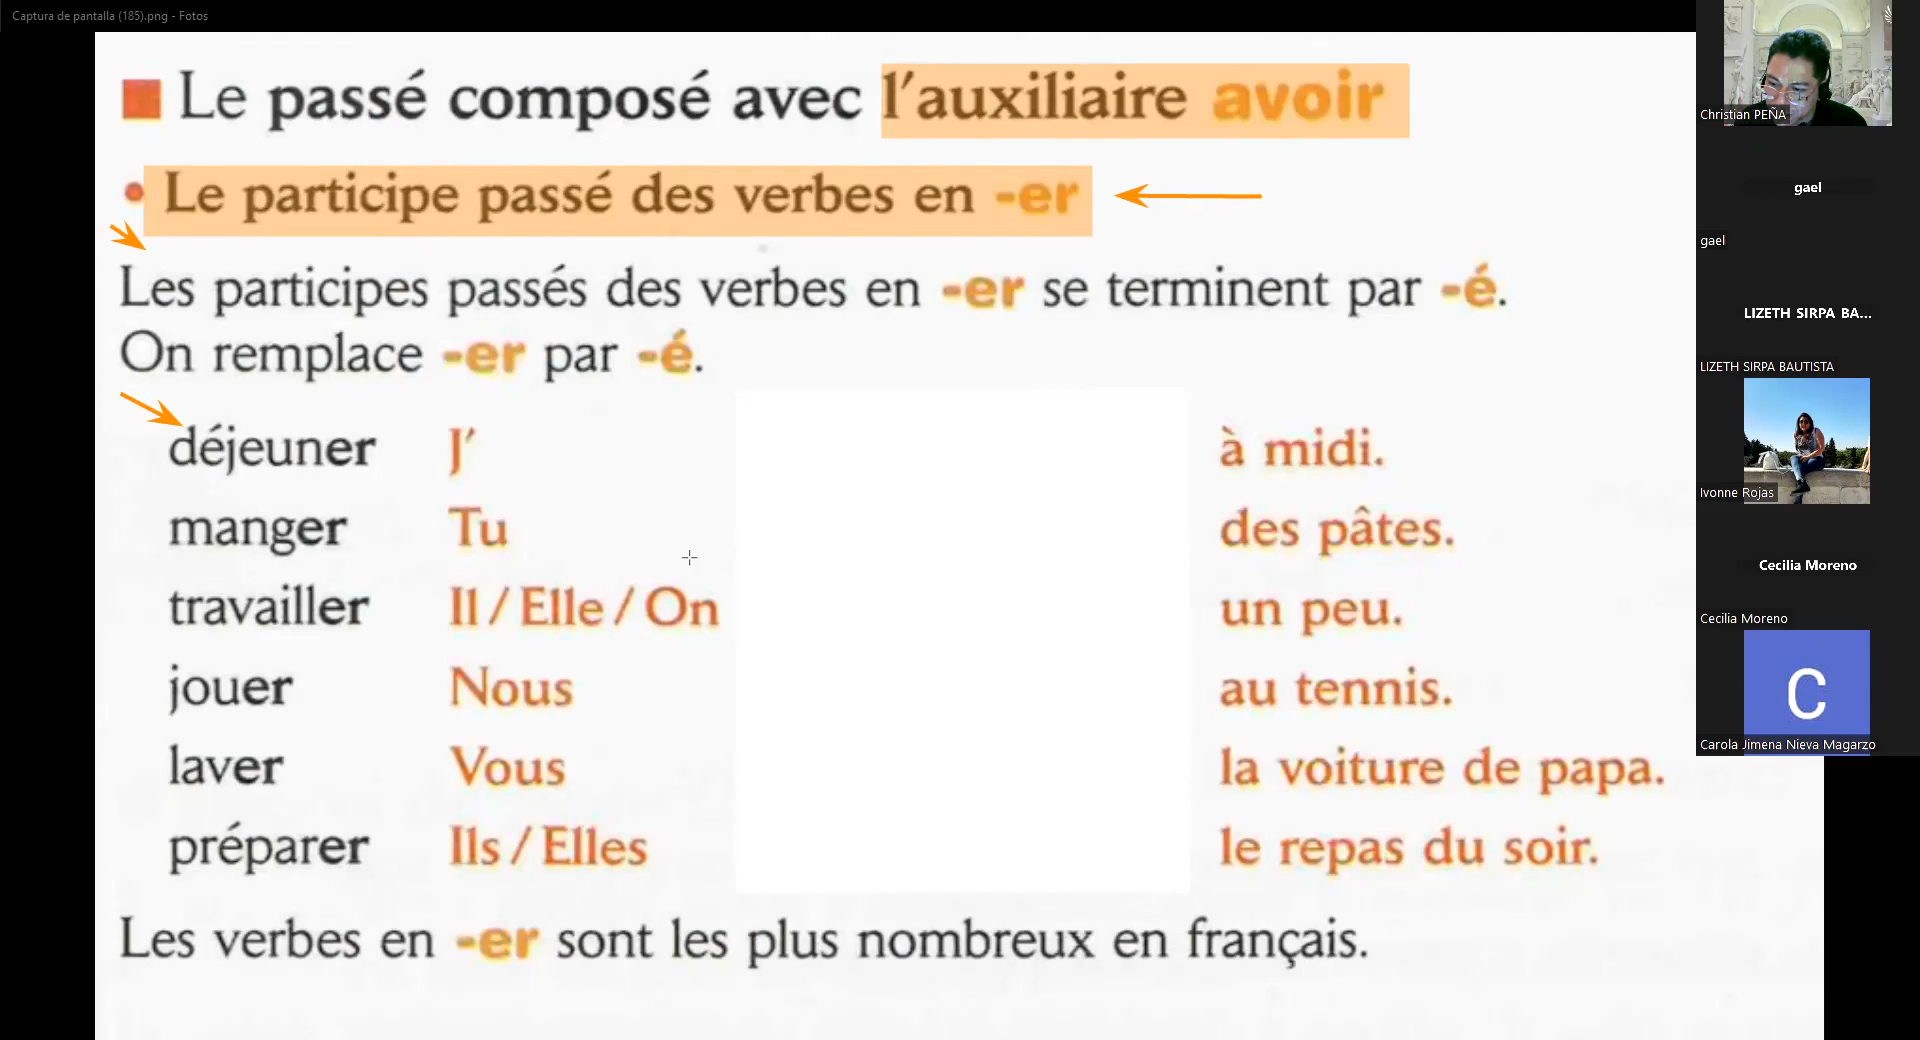 Captura de pantalla (185).png - Fotos
Le passé composé avec l'auxiliaire avoir
Le participe passé des verbes en -er
Les participes passés des verbes en -er se terminent par -é.
On remplace -er par -é.
déjeuner J' à midi.
manger Tu des pâtes.
travailler Il / Elle / On un peu.
jouer Nous au tennis.
laver Vous la voiture de papa.
préparer Ils / Elles le repas du soir.
Les verbes en -er sont les plus nombreux en français.
Christian PEÑA
gael
gael
LIZETH SIRPA BA...
LIZETH SIRPA BAUTISTA
Ivonne Rojas
Cecilia Moreno
Cecilia Moreno
C
Carola Jimena Nieva Magarzo